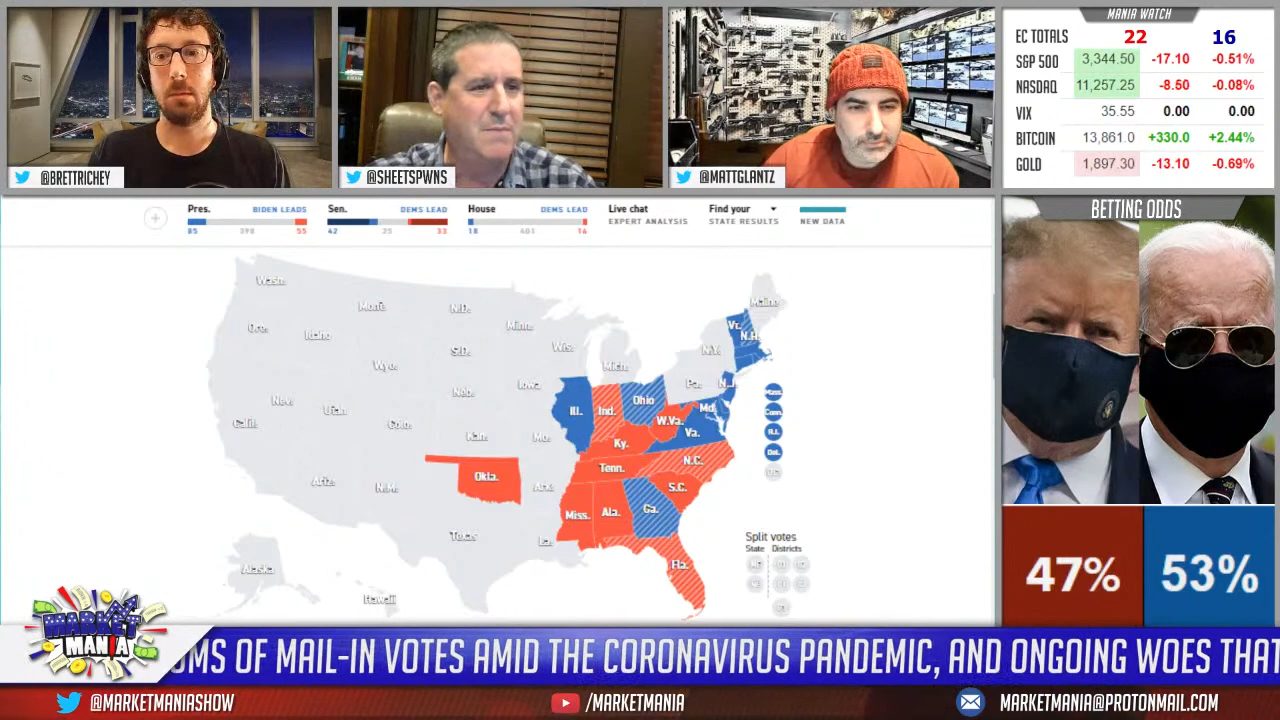 @BRETTRICHEY
@SHEETSPWNS
@MATTGLANTZ
MANIA WATCH
EC TOTALS 22 16
S&P 500 3,344.50 -17.10 -0.51%
NASDAQ 11,257.25 -8.50 -0.08%
VIX 35.55 0.00 0.00
BITCOIN 13,861.0 +330.0 +2.44%
GOLD 1,897.30 -13.10 -0.69%
Pres. BIDEN LEADS
85 398 55
Sen. DEMS LEAD
42 25 33
House DEMS LEAD
18 401 16
Live chat
EXPERT ANALYSIS
Find your
STATE RESULTS
NEW DATA
BETTING ODDS
Wash.
Mont.
N.D.
Minn.
Maine
Ore.
Idaho
Wis.
Vt.
N.H.
S.D.
N.Y.
Wyo.
Mich.
Iowa
Pa.
N.J.
Neb.
Nev.
Utah
Colo.
Ill.
Ind.
Ohio
Md.
Mass.
Conn.
R.I.
Del.
Calif.
Kan.
Mo.
W.Va.
Va.
Ky.
N.C.
Tenn.
Okla.
Ariz.
N.M.
Ark.
S.C.
Miss.
Ala.
Ga.
Texas
La.
Fla.
Alaska
Hawaii
Split votes
State Districts
47% 53%
MARKET
MANIA
OMS OF MAIL-IN VOTES AMID THE CORONAVIRUS PANDEMIC, AND ONGOING WOES THAT
@MARKETMANIASHOW
/MARKETMANIA
MARKETMANIA@PROTONMAIL.COM